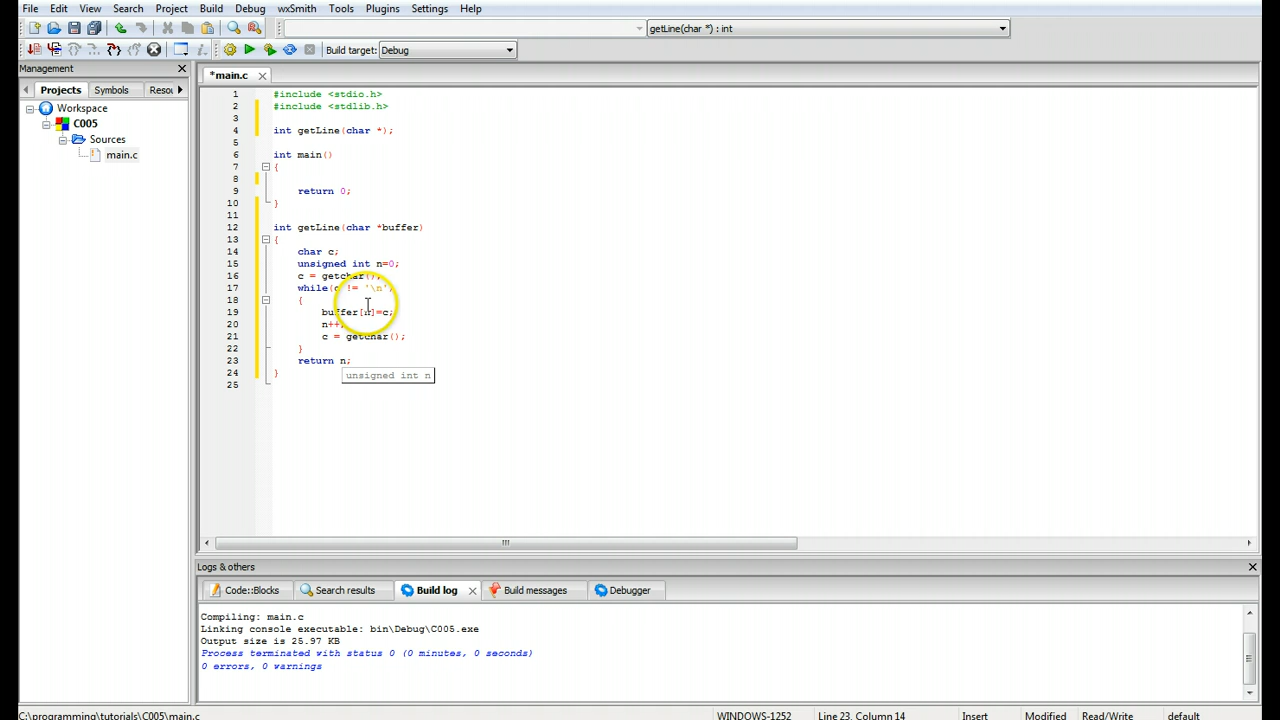 File Edit View Search Project Build Debug wxSmith Tools Plugins Settings Help
getLine(char *) : int
Build target: Debug
Management
*main.c
Projects Symbols Resou
Workspace
C005
Sources
main.c
1 #include <stdio.h>
2 #include <stdlib.h>
3
4 int getLine(char *);
5
6 int main()
7 {
8
9 return 0;
10 }
11
12 int getLine(char *buffer)
13 {
14 char c;
15 unsigned int n=0;
16 c = getchar();
17 while(c != '\n')
18 {
19 buffer[n]=c;
20 n++;
21 c = getchar();
22 }
23 return n;
24 }
unsigned int n
25
Logs & others
Code::Blocks Search results Build log Build messages Debugger
Compiling: main.c
Linking console executable: bin\Debug\C005.exe
Output size is 25.97 KB
Process terminated with status 0 (0 minutes, 0 seconds)
0 errors, 0 warnings
C:\programming\tutorials\C005\main.c WINDOWS-1252 Line 23, Column 14 Insert Modified Read/Write default